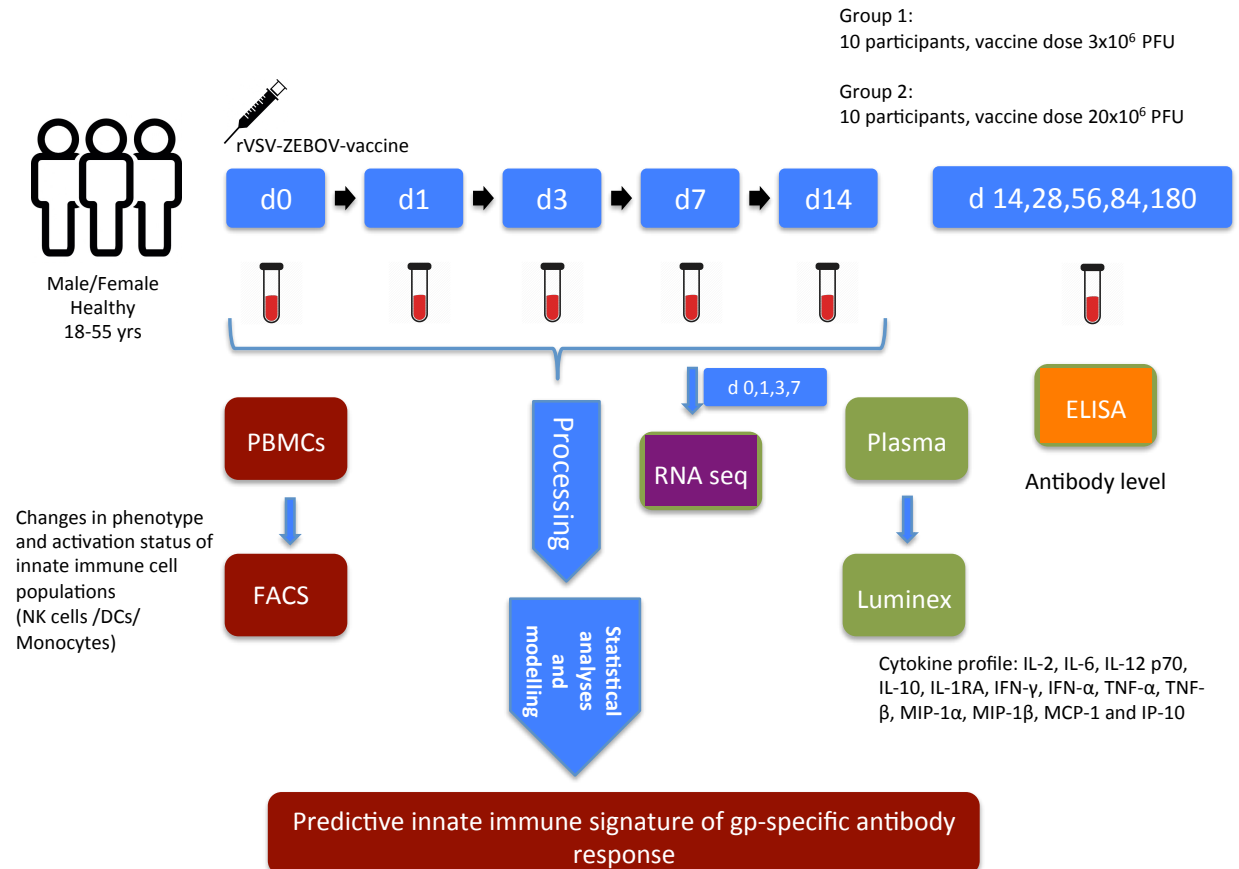 Group 1:
10 participants, vaccine dose 3x10⁶ PFU
Group 2:
10 participants, vaccine dose 20x10⁶ PFU
rVSV-ZEBOV-vaccine
d0
d1
d3
d7
d14
d 14,28,56,84,180
Male/Female
Healthy
18-55 yrs
d 0,1,3,7
PBMCs
Processing
RNA seq
Plasma
ELISA
Antibody level
Changes in phenotype
and activation status of
innate immune cell
populations
(NK cells /DCs/
Monocytes)
FACS
Luminex
Statistical
analyses
and
modelling
Cytokine profile: IL-2, IL-6, IL-12 p70,
IL-10, IL-1RA, IFN-γ, IFN-α, TNF-α, TNF-
β, MIP-1α, MIP-1β, MCP-1 and IP-10
Predictive innate immune signature of gp-specific antibody
response